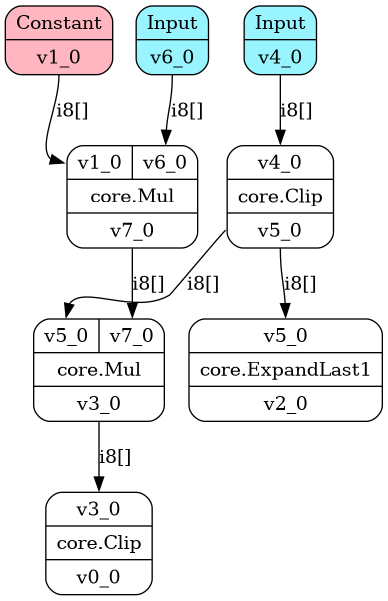 Constant
v1_0
Input
v6_0
Input
v4_0
i8[]
i8[]
i8[]
v1_0 v6_0
core.Mul
v7_0
v4_0
core.Clip
v5_0
i8[]
i8[]
i8[]
v5_0 v7_0
core.Mul
v3_0
v5_0
core.ExpandLast1
v2_0
i8[]
v3_0
core.Clip
v0_0